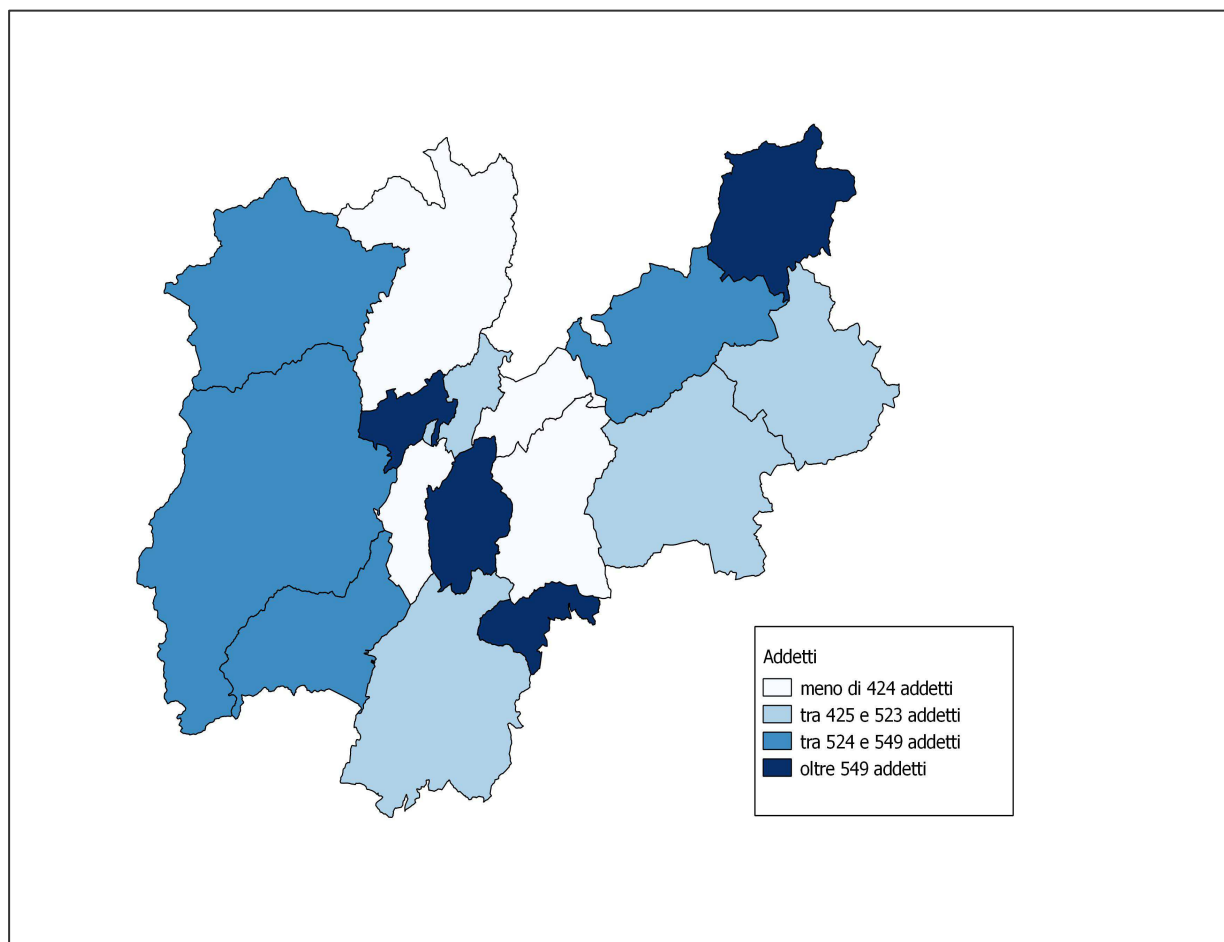 Addetti
meno di 424 addetti
tra 425 e 523 addetti
tra 524 e 549 addetti
oltre 549 addetti